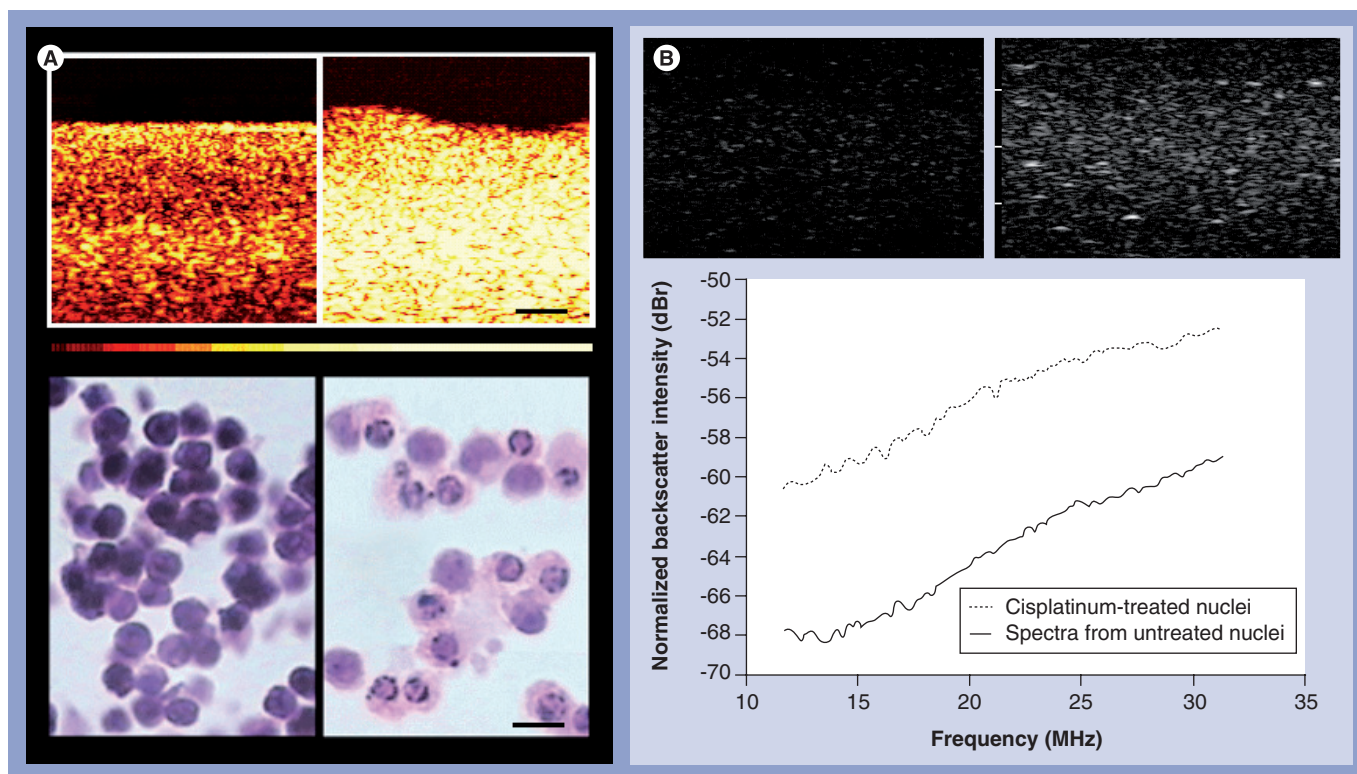 A
B
Normalized backscatter intensity (dBr)
-50
-52
-54
-56
-58
-60
-62
-64
-66
-68
-70
Cisplatinum-treated nuclei
Spectra from untreated nuclei
10
15
20
25
30
35
Frequency (MHz)